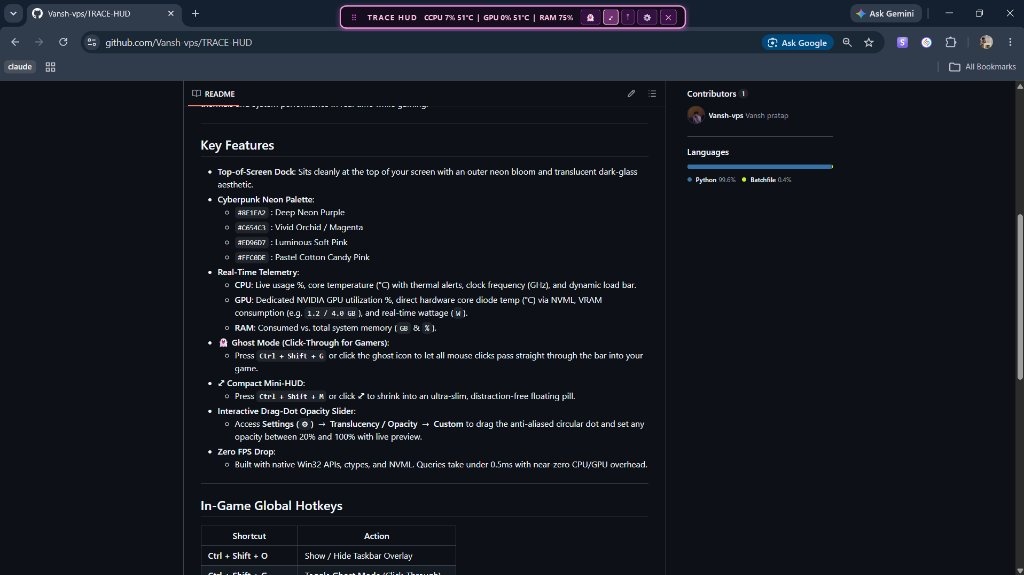 Vansh-vps/TRACE-HUD
TRACE HUD CCPU 7% 51°C | GPU 0% 51°C | RAM 75%
Ask Gemini
github.com/Vansh-vps/TRACE-HUD
Ask Google
claude
All Bookmarks
README
Key Features
Top-of-Screen Dock: Sits cleanly at the top of your screen with an outer neon bloom and translucent dark-glass
aesthetic.
Cyberpunk Neon Palette:
#8E1EA2 : Deep Neon Purple
#C654C3 : Vivid Orchid / Magenta
#ED96D7 : Luminous Soft Pink
#FFC0DE : Pastel Cotton Candy Pink
Real-Time Telemetry:
CPU: Live usage %, core temperature (°C) with thermal alerts, clock frequency (GHz), and dynamic load bar.
GPU: Dedicated NVIDIA GPU utilization %, direct hardware core diode temp (°C) via NVML, VRAM
consumption (e.g. 1.2 / 4.0 GB ), and real-time wattage ( W ).
RAM: Consumed vs. total system memory ( GB & % ).
Ghost Mode (Click-Through for Gamers):
Press Ctrl + Shift + G or click the ghost icon to let all mouse clicks pass straight through the bar into your
game.
⤢ Compact Mini-HUD:
Press Ctrl + Shift + M or click ⤢ to shrink into an ultra-slim, distraction-free floating pill.
Interactive Drag-Dot Opacity Slider:
Access Settings ( ⚙ ) → Translucency / Opacity → Custom to drag the anti-aliased circular dot and set any
opacity between 20% and 100% with live preview.
Zero FPS Drop:
Built with native Win32 APIs, ctypes, and NVML. Queries take under 0.5ms with near-zero CPU/GPU overhead.
In-Game Global Hotkeys
Shortcut Action
Ctrl + Shift + O Show / Hide Taskbar Overlay
Contributors 1
Vansh-vps Vansh pratap
Languages
Python 99.6% Batchfile 0.4%